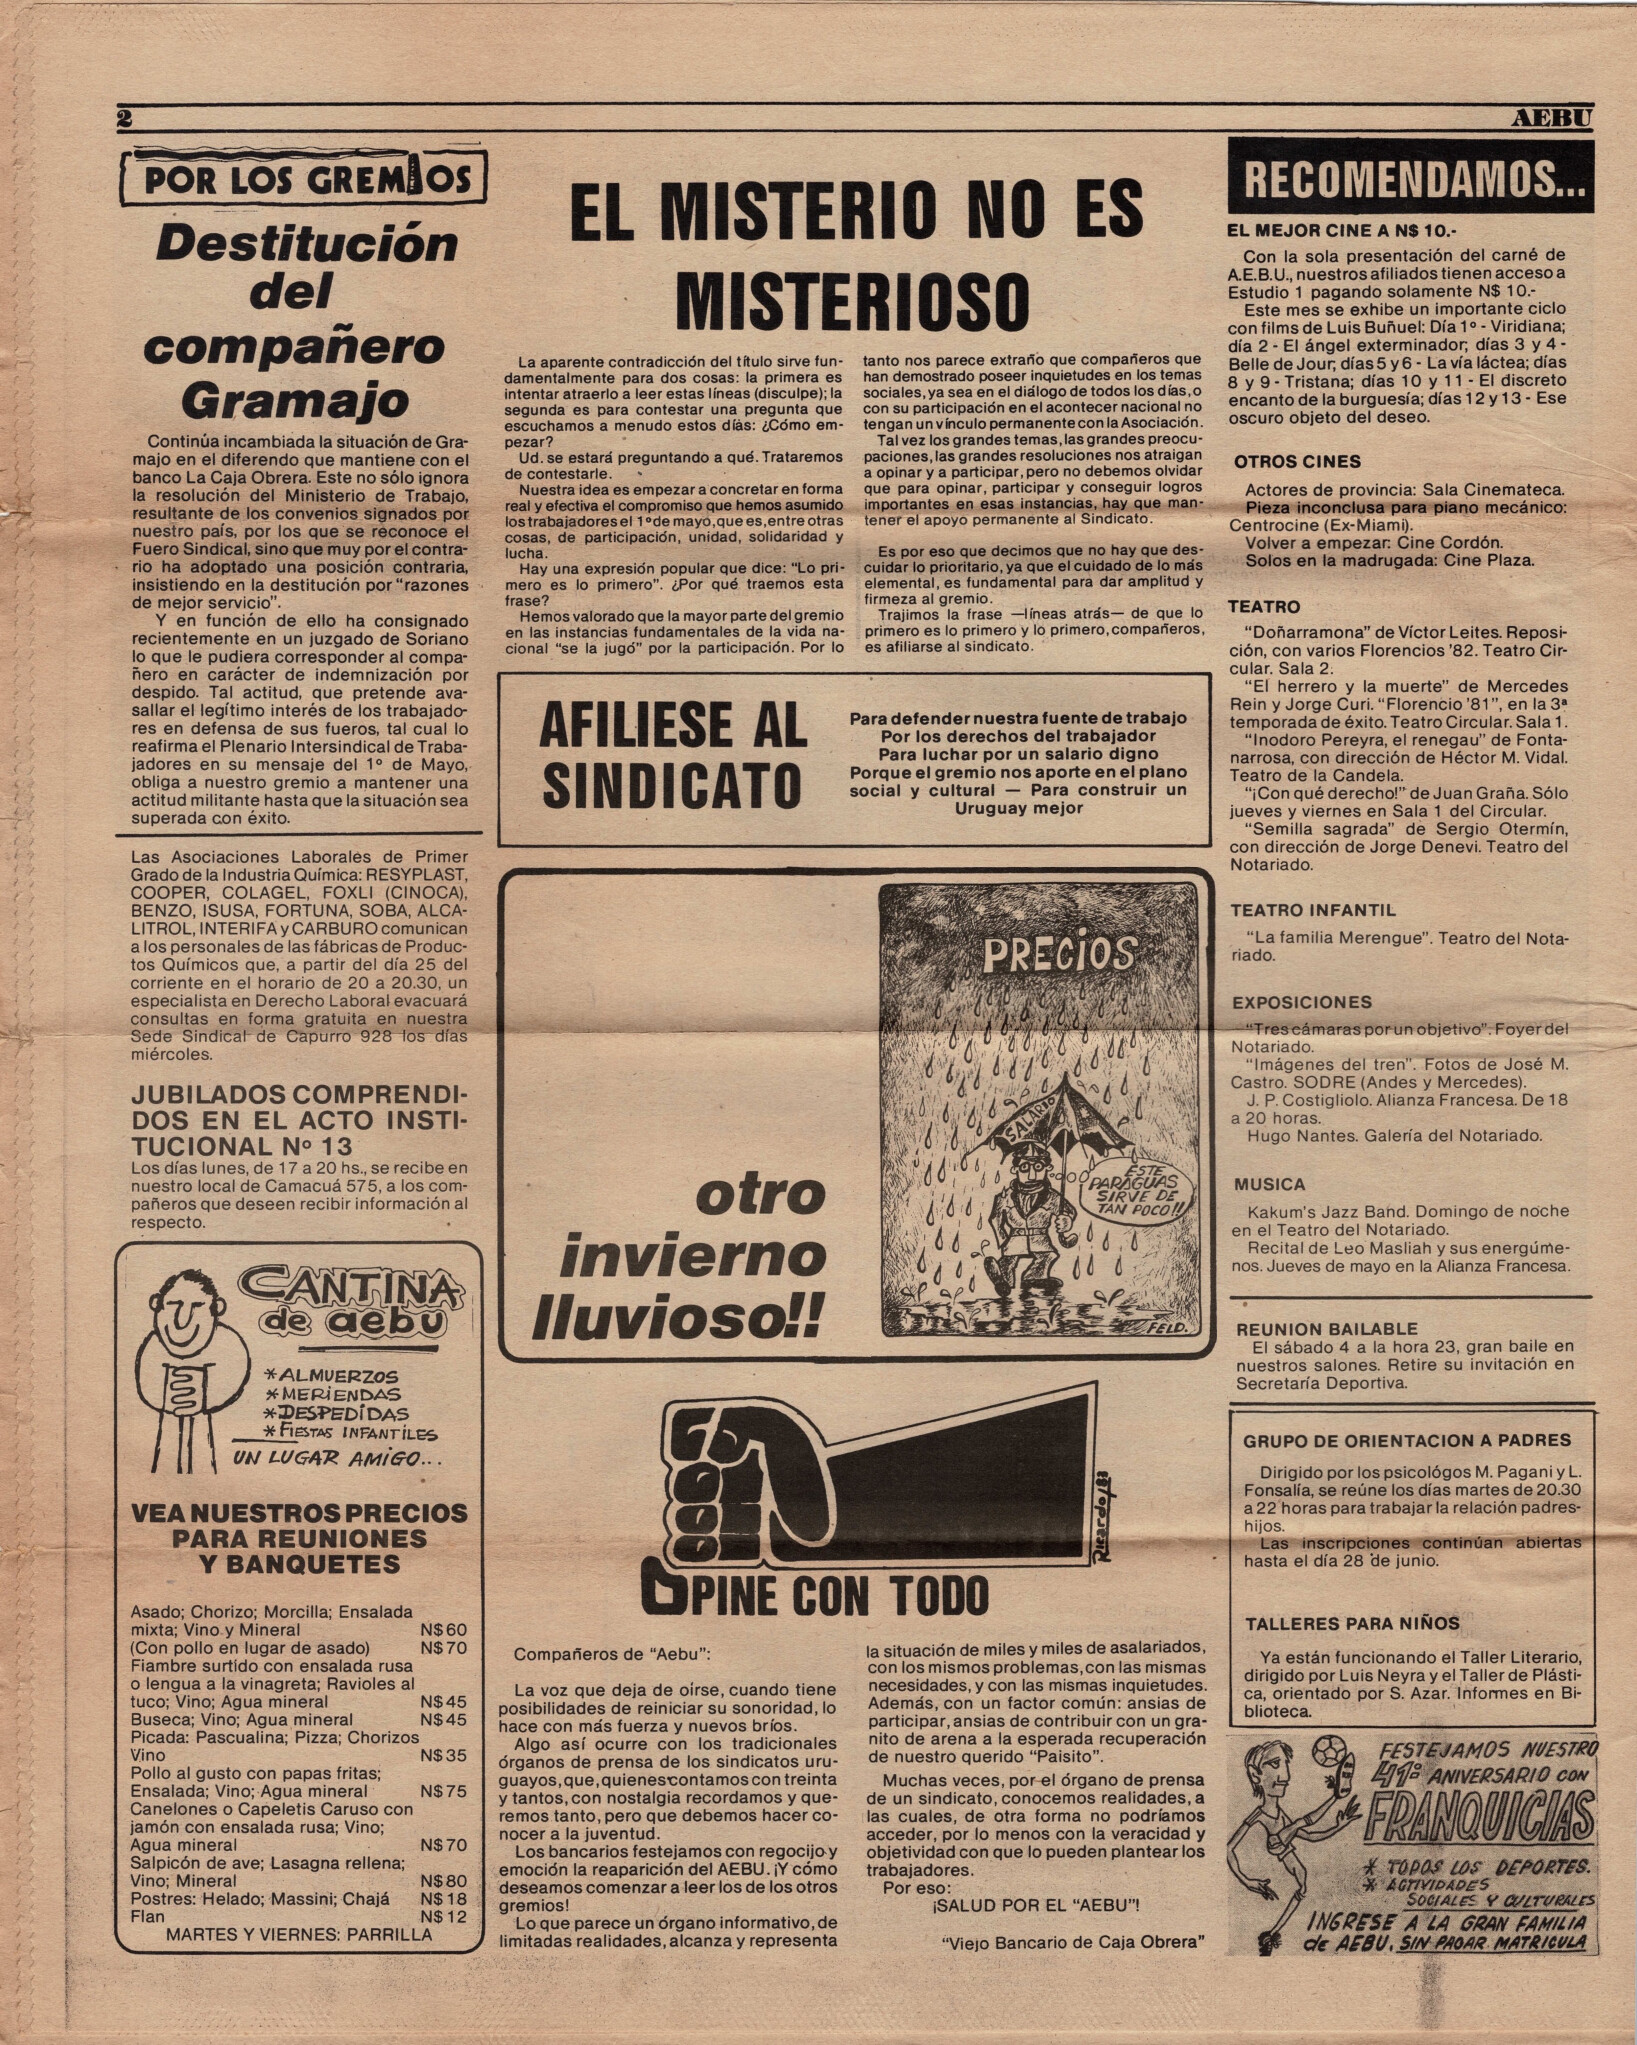 2
AEBU
POR LOS GREMIOS
Destitución
del
compañero
Gramajo
Continúa incambiada la situación de Gra-
majo en el diferendo que mantiene con el
banco La Caja Obrera. Este no sólo ignora
la resolución del Ministerio de Trabajo,
resultante de los convenios signados por
nuestro país, por los que se reconoce el
Fuero Sindical, sino que muy por el contra-
rio ha adoptado una posición contraria,
insistiendo en la destitución por "razones
de mejor servicio".
Y en función de ello ha consignado
recientemente en un juzgado de Soriano
lo que le pudiera corresponder al compa-
ñero en carácter de indemnización por
despido. Tal actitud, que pretende ava-
sallar el legítimo interés de los trabajado-
res en defensa de sus fueros, tal cual lo
reafirma el Plenario Intersindical de Traba-
jadores en su mensaje del 1º de Mayo,
obliga a nuestro gremio a mantener una
actitud militante hasta que la situación sea
superada con éxito.
Las Asociaciones Laborales de Primer
Grado de la Industria Química: RESYPLAST,
COOPER, COLAGEL, FOXLI (CINOCA),
BENZO, ISUSA, FORTUNA, SOBA, ALCA-
LITROL, INTERIFA y CARBURO comunican
a los personales de las fábricas de Produc-
tos Químicos que, a partir del día 25 del
corriente en el horario de 20 a 20.30, un
especialista en Derecho Laboral evacuará
consultas en forma gratuita en nuestra
Sede Sindical de Capurro 928 los días
miércoles.
JUBILADOS COMPRENDI-
DOS EN EL ACTO INSTI-
TUCIONAL Nº 13
Los días lunes, de 17 a 20 hs., se recibe en
nuestro local de Camacuá 575, a los com-
pañeros que deseen recibir información al
respecto.
CANTINA
de aebu
*ALMUERZOS
*MERIENDAS
*DESPEDIDAS
*FIESTAS INFANTILES
UN LUGAR AMIGO...
VEA NUESTROS PRECIOS
PARA REUNIONES
Y BANQUETES
Asado; Chorizo; Morcilla; Ensalada
mixta; Vino y Mineral N$ 60
(Con pollo en lugar de asado) N$ 70
Fiambre surtido con ensalada rusa
o lengua a la vinagreta; Ravioles al
tuco; Vino; Agua mineral N$ 45
Buseca; Vino; Agua mineral N$ 45
Picada: Pascualina; Pizza; Chorizos
Vino N$ 35
Pollo al gusto con papas fritas;
Ensalada; Vino; Agua mineral N$ 75
Canelones o Capeletis Caruso con
jamón con ensalada rusa; Vino;
Agua mineral N$ 70
Salpicón de ave; Lasagna rellena;
Vino; Mineral N$ 80
Postres: Helado; Massini; Chajá N$ 18
Flan N$ 12
MARTES Y VIERNES: PARRILLA
EL MISTERIO NO ES
MISTERIOSO
La aparente contradicción del título sirve fun-
damentalmente para dos cosas: la primera es
intentar atraerlo a leer estas líneas (disculpe); la
segunda es para contestar una pregunta que
escuchamos a menudo estos días: ¿Cómo em-
pezar?
Ud. se estará preguntando a qué. Trataremos
de contestarle.
Nuestra idea es empezar a concretar en forma
real y efectiva el compromiso que hemos asumido
los trabajadores el 1º de mayo, que es, entre otras
cosas, de participación, unidad, solidaridad y
lucha.
Hay una expresión popular que dice: "Lo pri-
mero es lo primero". ¿Por qué traemos esta
frase?
Hemos valorado que la mayor parte del gremio
en las instancias fundamentales de la vida na-
cional "se la jugó" por la participación. Por lo
tanto nos parece extraño que compañeros que
han demostrado poseer inquietudes en los temas
sociales, ya sea en el diálogo de todos los días, o
con su participación en el acontecer nacional no
tengan un vínculo permanente con la Asociación.
Tal vez los grandes temas, las grandes preocu-
paciones, las grandes resoluciones nos atraigan
a opinar y a participar, pero no debemos olvidar
que para opinar, participar y conseguir logros
importantes en esas instancias, hay que man-
tener el apoyo permanente al Sindicato.
Es por eso que decimos que no hay que des-
cuidar lo prioritario, ya que el cuidado de lo más
elemental, es fundamental para dar amplitud y
firmeza al gremio.
Trajimos la frase —líneas atrás— de que lo
primero es lo primero y lo primero, compañeros,
es afiliarse al sindicato.
AFILIESE AL
SINDICATO
Para defender nuestra fuente de trabajo
Por los derechos del trabajador
Para luchar por un salario digno
Porque el gremio nos aporte en el plano
social y cultural — Para construir un
Uruguay mejor
otro
invierno
lluvioso!!
PRECIOS
SALARIO
ESTE
PARAGUAS
SIRVE DE
TAN POCO!!
FELD.
Ricardo/83
OPINE CON TODO
Compañeros de "Aebu":
La voz que deja de oírse, cuando tiene
posibilidades de reiniciar su sonoridad, lo
hace con más fuerza y nuevos bríos.
Algo así ocurre con los tradicionales
órganos de prensa de los sindicatos uru-
guayos, que, quienes contamos con treinta
y tantos, con nostalgia recordamos y que-
remos tanto, pero que debemos hacer co-
nocer a la juventud.
Los bancarios festejamos con regocijo y
emoción la reaparición del AEBU. ¡Y cómo
deseamos comenzar a leer los de los otros
gremios!
Lo que parece un órgano informativo, de
limitadas realidades, alcanza y representa
la situación de miles y miles de asalariados,
con los mismos problemas, con las mismas
necesidades, y con las mismas inquietudes.
Además, con un factor común: ansias de
participar, ansias de contribuir con un gra-
nito de arena a la esperada recuperación
de nuestro querido "Paisito".
Muchas veces, por el órgano de prensa
de un sindicato, conocemos realidades, a
las cuales, de otra forma no podríamos
acceder, por lo menos con la veracidad y
objetividad con que lo pueden plantear los
trabajadores.
Por eso:
¡SALUD POR EL "AEBU"!
"Viejo Bancario de Caja Obrera"
RECOMENDAMOS...
EL MEJOR CINE A N$ 10.-
Con la sola presentación del carné de
A.E.B.U., nuestros afiliados tienen acceso a
Estudio 1 pagando solamente N$ 10.-
Este mes se exhibe un importante ciclo
con films de Luis Buñuel: Día 1º - Viridiana;
día 2 - El ángel exterminador; días 3 y 4 -
Belle de Jour; días 5 y 6 - La vía láctea; días
8 y 9 - Tristana; días 10 y 11 - El discreto
encanto de la burguesía; días 12 y 13 - Ese
oscuro objeto del deseo.
OTROS CINES
Actores de provincia: Sala Cinemateca.
Pieza inconclusa para piano mecánico:
Centrocine (Ex-Miami).
Volver a empezar: Cine Cordón.
Solos en la madrugada: Cine Plaza.
TEATRO
"Doñarramona" de Víctor Leites. Reposi-
ción, con varios Florencios '82. Teatro Cir-
cular. Sala 2.
"El herrero y la muerte" de Mercedes
Rein y Jorge Curi. "Florencio '81", en la 3ª
temporada de éxito. Teatro Circular. Sala 1.
"Inodoro Pereyra, el renegau" de Fonta-
narrosa, con dirección de Héctor M. Vidal.
Teatro de la Candela.
"¡Con qué derecho!" de Juan Graña. Sólo
jueves y viernes en Sala 1 del Circular.
"Semilla sagrada" de Sergio Otermín,
con dirección de Jorge Denevi. Teatro del
Notariado.
TEATRO INFANTIL
"La familia Merengue". Teatro del Nota-
riado.
EXPOSICIONES
"Tres cámaras por un objetivo". Foyer del
Notariado.
"Imágenes del tren". Fotos de José M.
Castro. SODRE (Andes y Mercedes).
J. P. Costigliolo. Alianza Francesa. De 18
a 20 horas.
Hugo Nantes. Galería del Notariado.
MUSICA
Kakum's Jazz Band. Domingo de noche
en el Teatro del Notariado.
Recital de Leo Masliah y sus energúme-
nos. Jueves de mayo en la Alianza Francesa.
REUNION BAILABLE
El sábado 4 a la hora 23, gran baile en
nuestros salones. Retire su invitación en
Secretaría Deportiva.
GRUPO DE ORIENTACION A PADRES
Dirigido por los psicológos M. Pagani y L.
Fonsalía, se reúne los días martes de 20.30
a 22 horas para trabajar la relación padres-
hijos.
Las inscripciones continúan abiertas
hasta el día 28 de junio.
TALLERES PARA NIÑOS
Ya están funcionando el Taller Literario,
dirigido por Luis Neyra y el Taller de Plásti-
ca, orientado por S. Azar. Informes en Bi-
blioteca.
FESTEJAMOS NUESTRO
41º ANIVERSARIO CON
FRANQUICIAS
* TODOS LOS DEPORTES.
* ACTIVIDADES
SOCIALES Y CULTURALES
INGRESE A LA GRAN FAMILIA
de AEBU. SIN PAGAR MATRICULA